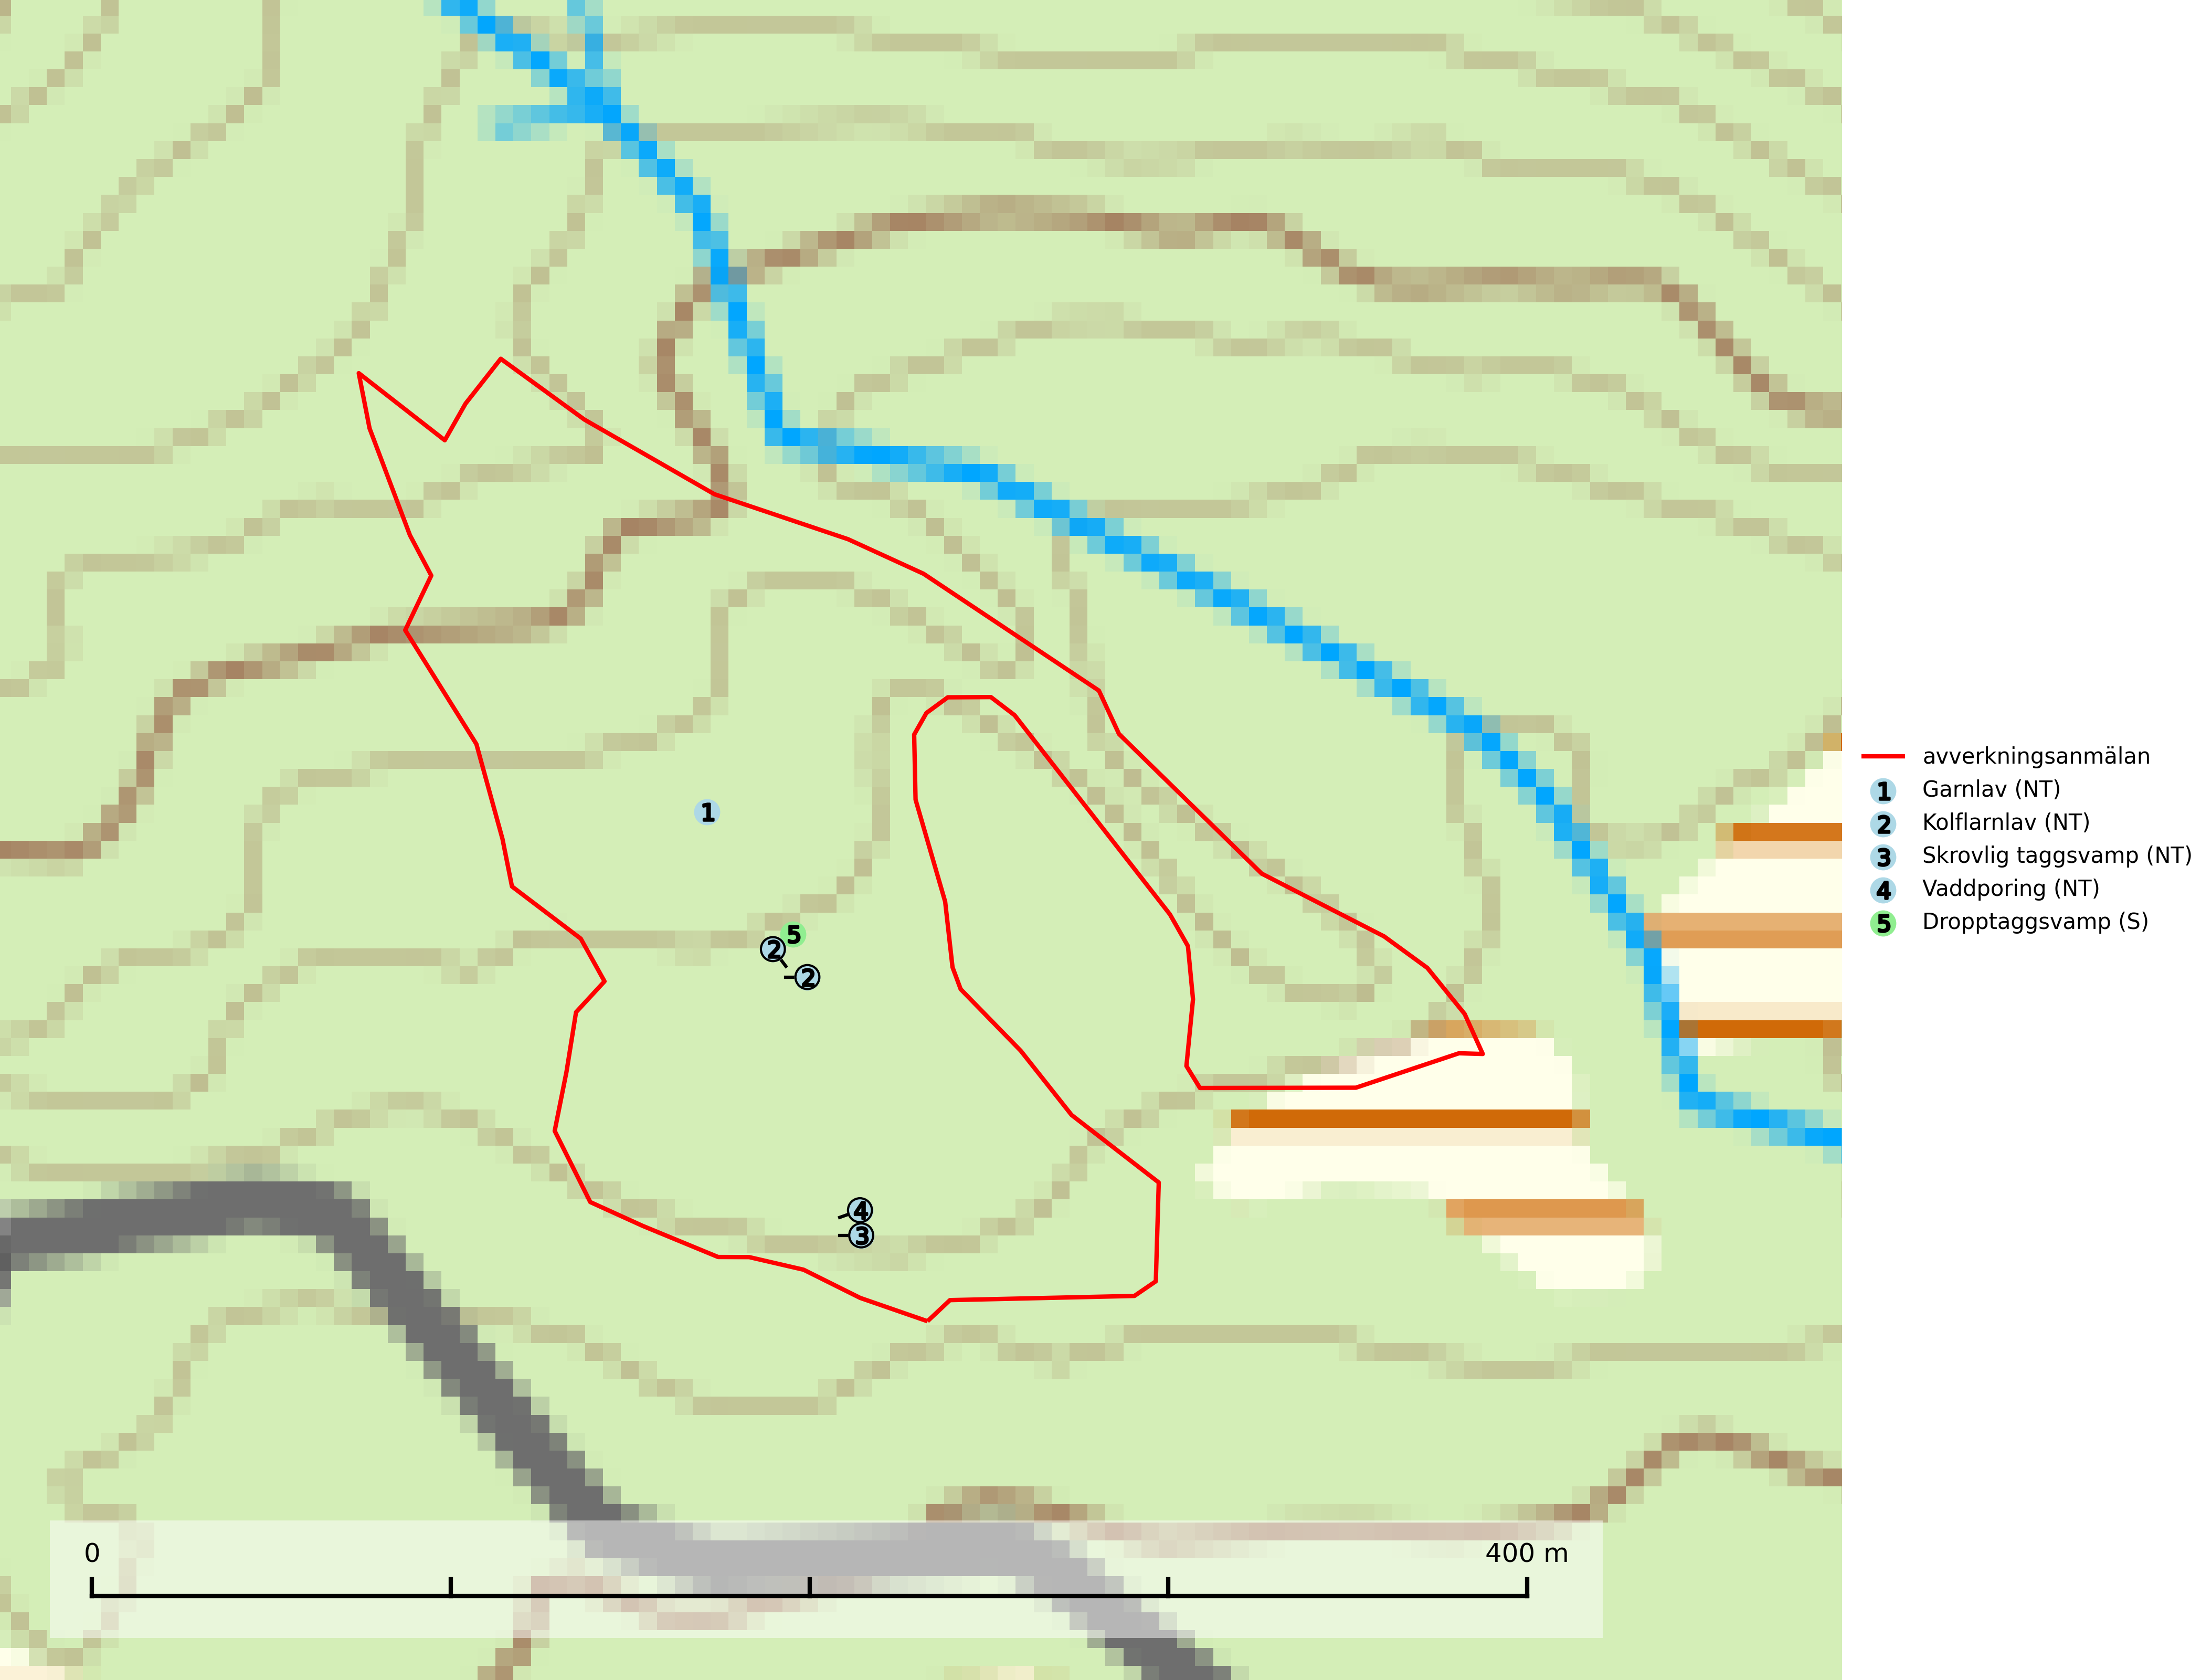 avverkningsanmälan
1 Garnlav (NT)
2 Kolflarnlav (NT)
3 Skrovlig taggsvamp (NT)
4 Vaddporing (NT)
5 Dropptaggsvamp (S)
1
5
2
2
4
3
0 400 m